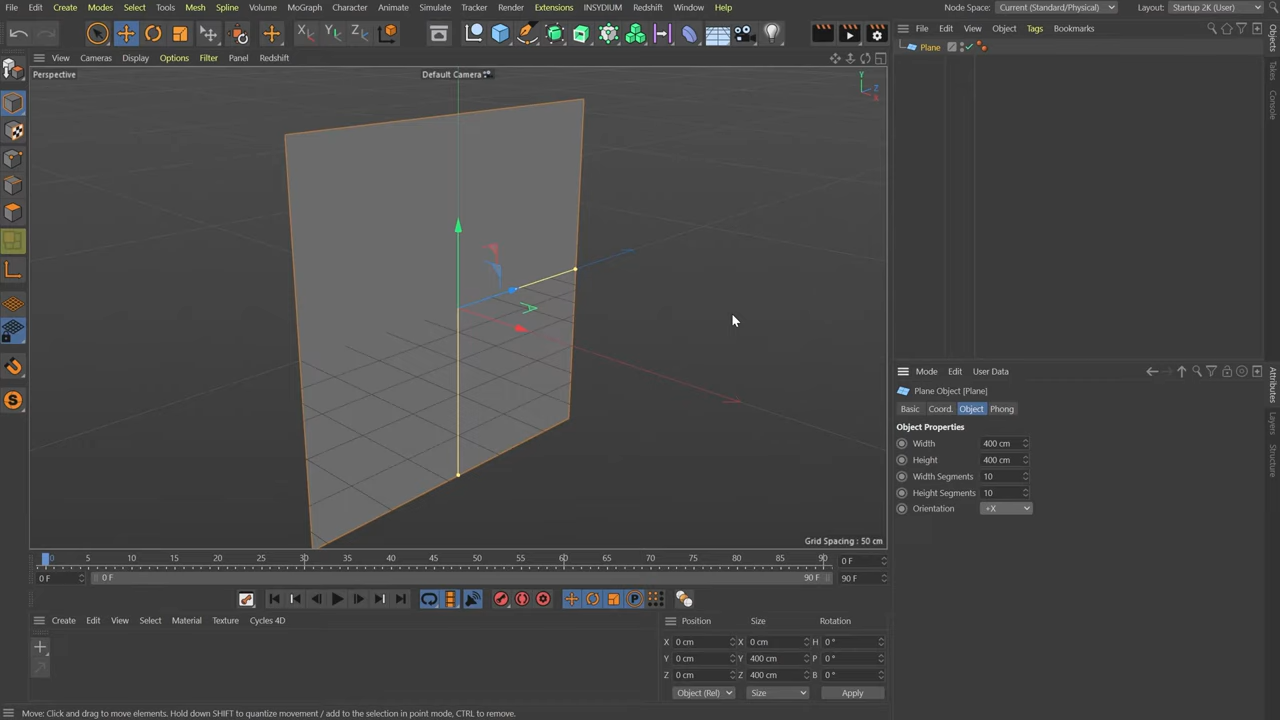 File Edit Create Modes Select Tools Mesh Spline Volume MoGraph Character Animate Simulate Tracker Render Extensions INSYDIUM Redshift Window Help Node Space: Current (Standard/Physical) Layout: Startup 2K (User)
File Edit View Object Tags Bookmarks
Plane
View Cameras Display Options Filter Panel Redshift
Perspective
Default Camera
Y
Z
X
Objects
Takes
Console
Mode Edit User Data
Plane Object [Plane]
Basic Coord. Object Phong
Object Properties
Width 400 cm
Height 400 cm
Width Segments 10
Height Segments 10
Orientation +X
Attributes
Layers
Structure
Grid Spacing : 50 cm
0 5 10 15 20 25 30 35 40 45 50 55 60 65 70 75 80 85 90 0 F
0 F 0 F 90 F 90 F
Create Edit View Select Material Texture Cycles 4D
Position Size Rotation
X 0 cm X 0 cm H 0 °
Y 0 cm Y 400 cm P 0 °
Z 0 cm Z 400 cm B 0 °
Object (Rel) Size Apply
Move: Click and drag to move elements. Hold down SHIFT to quantize movement / add to the selection in point mode, CTRL to remove.